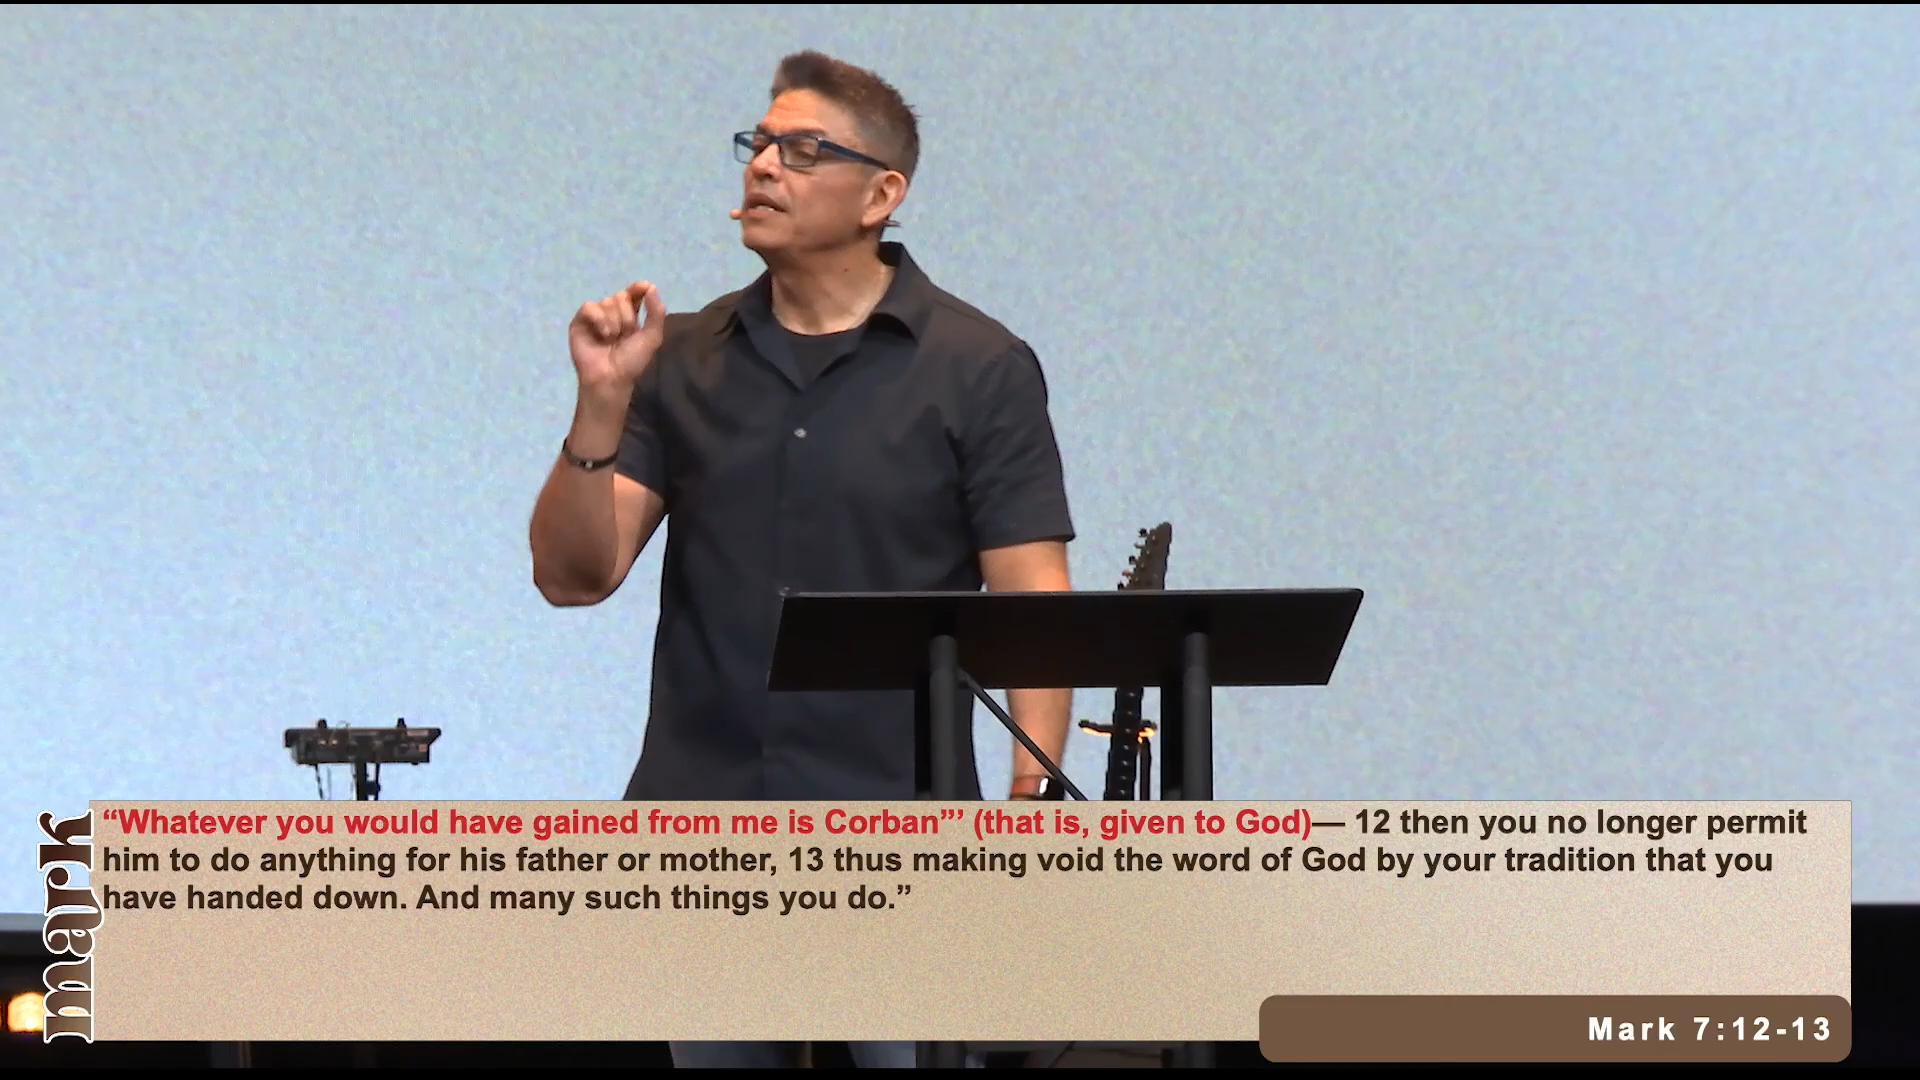 mark
“Whatever you would have gained from me is Corban”’ (that is, given to God)— 12 then you no longer permit
him to do anything for his father or mother, 13 thus making void the word of God by your tradition that you
have handed down. And many such things you do.”
Mark 7:12-13